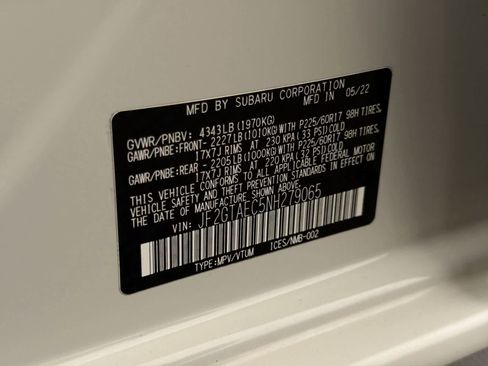 MFD BY SUBARU CORPORATION
MFD IN 05/22
GVWR/PNBV: 4343LB(1970KG)
GAWR/PNBE:FRONT- 2227LB(1010KG)WITH P225/60R17 98H TIRES,
17x7J RIMS AT 230 KPA(33 PSI)COLD
GAWR/PNBE:REAR - 2205LB(1000KG)WITH P225/60R17 98H TIRES,
17x7J RIMS AT 220 KPA(32 PSI)COLD
THIS VEHICLE CONFORMS TO ALL APPLICABLE FEDERAL MOTOR
VEHICLE SAFETY AND THEFT PREVENTION STANDARDS IN EFFECT
ON THE DATE OF MANUFACTURE SHOWN ABOVE.
VIN: JF2GTAEC5NH279065
TYPE:MPV/VTUM ICES/NMB-002